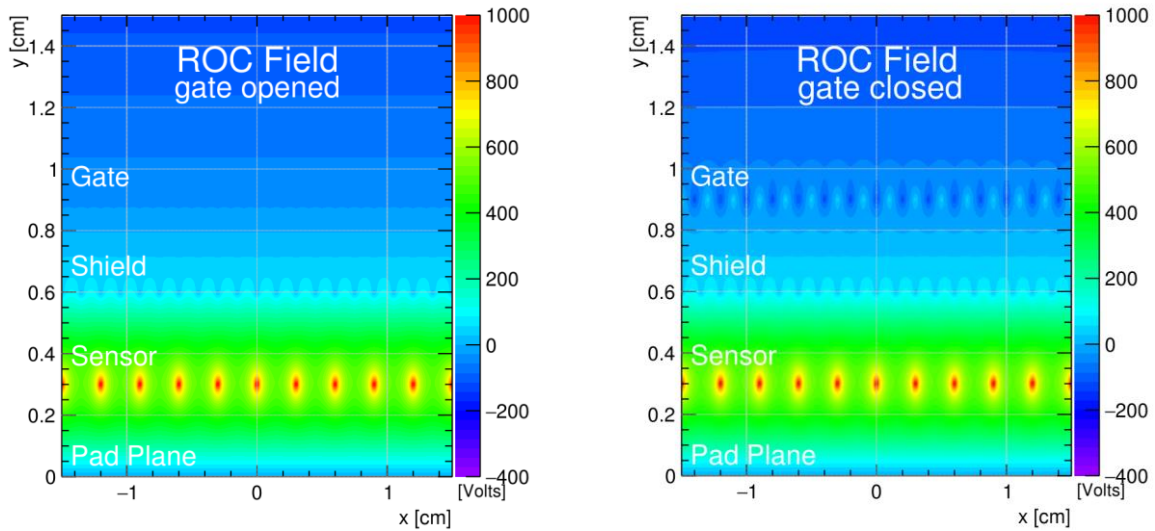 y [cm]
1.4
1.2
1
0.8
0.6
0.4
0.2
0
ROC Field
gate opened
Gate
Shield
Sensor
Pad Plane
−1
0
1
x [cm]
1000
800
600
400
200
0
−200
−400
[Volts]
y [cm]
1.4
1.2
1
0.8
0.6
0.4
0.2
0
ROC Field
gate closed
Gate
Shield
Sensor
Pad Plane
−1
0
1
x [cm]
1000
800
600
400
200
0
−200
−400
[Volts]